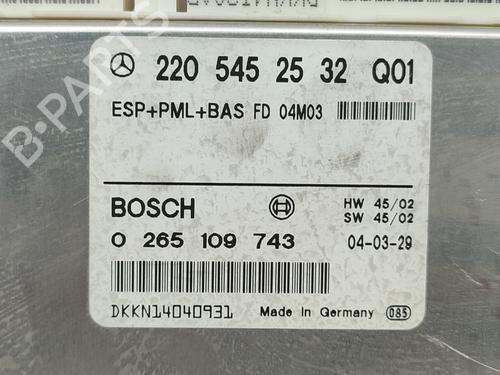 220 545 25 32 Q01
ESP+PML+BAS FD 04M03
BOSCH
HW 45/02
SW 45/02
0 265 109 743
04-03-29
DKKN14040931
Made in Germany
085
B-PARTS